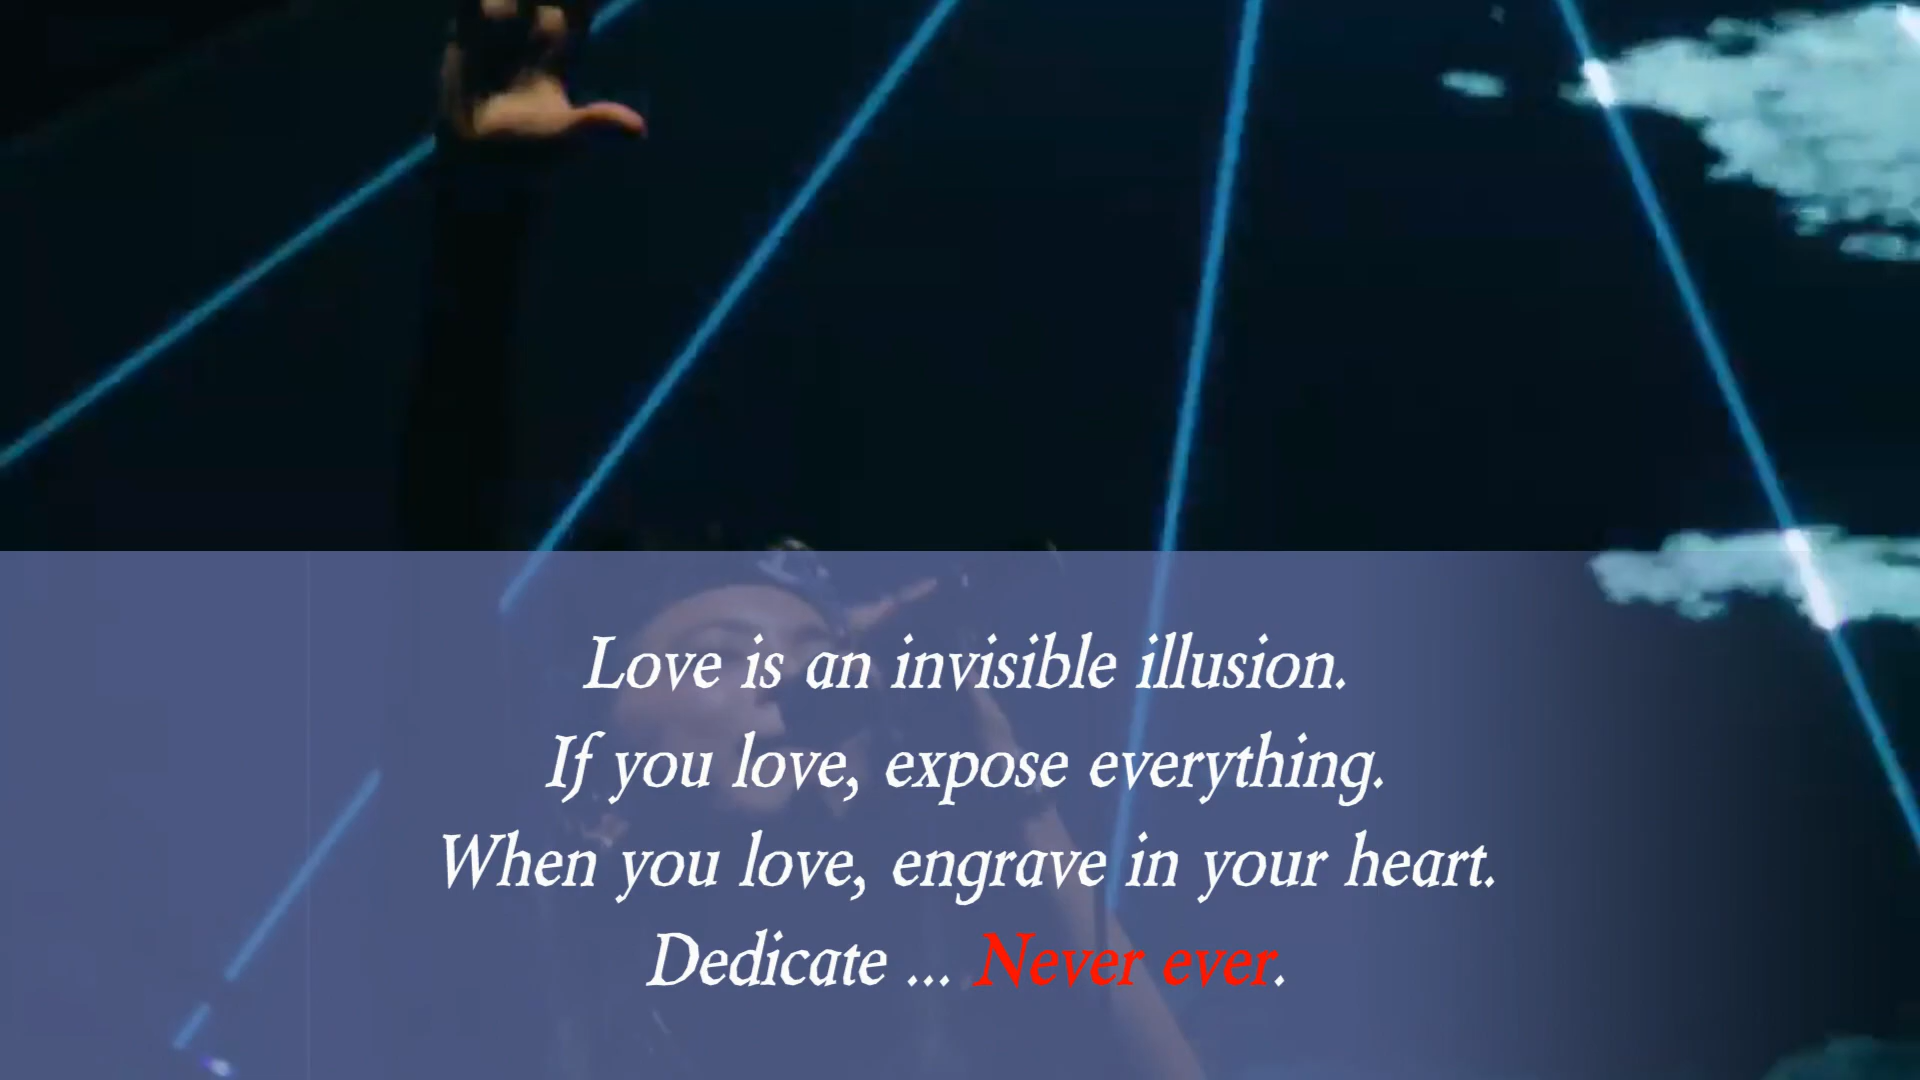 Love is an invisible illusion.
If you love, expose everything.
When you love, engrave in your heart.
Dedicate ... Never ever.